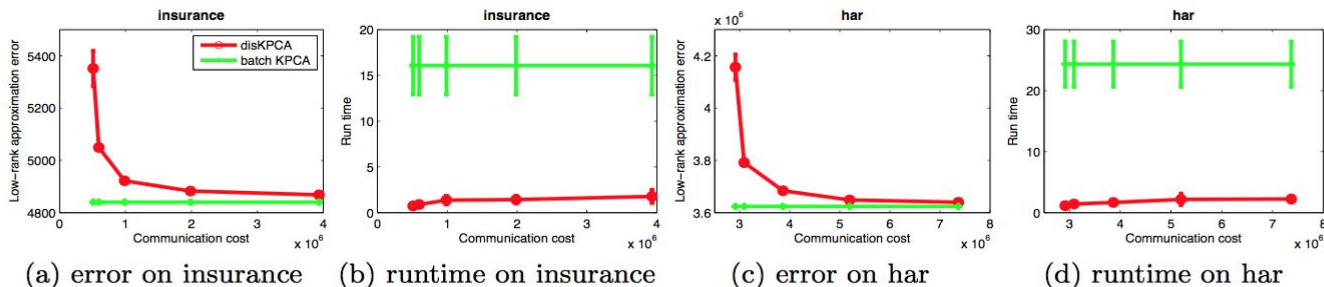 insurance
Low-rank approximation error
5400
5200
5000
4800
disKPCA
batch KPCA
0 1 2 3 4
Communication cost
x 10^6
(a) error on insurance
insurance
Run time
20
15
10
5
0
0 1 2 3 4
Communication cost
x 10^6
(b) runtime on insurance
har
x 10^6
Low-rank approximation error
4.2
4
3.8
3.6
2 3 4 5 6 7 8
Communication cost
x 10^6
(c) error on har
har
Run time
30
20
10
0
2 3 4 5 6 7 8
Communication cost
x 10^6
(d) runtime on har